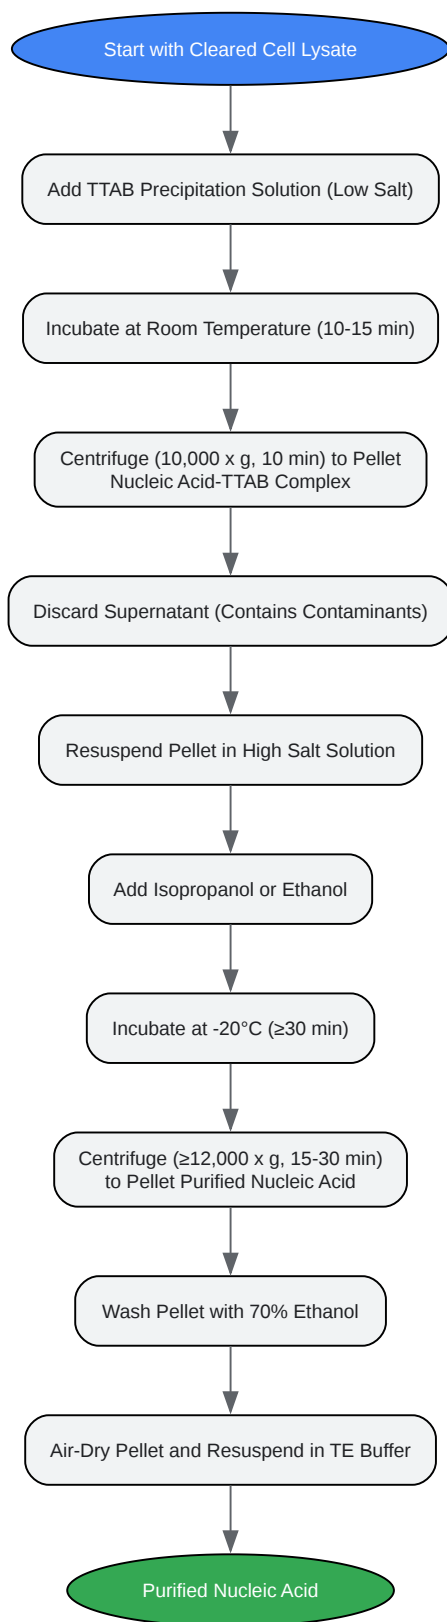 Start with Cleared Cell Lysate
Add TTAB Precipitation Solution (Low Salt)
Incubate at Room Temperature (10-15 min)
Centrifuge (10,000 x g, 10 min) to Pellet
Nucleic Acid-TTAB Complex
Discard Supernatant (Contains Contaminants)
Resuspend Pellet in High Salt Solution
Add Isopropanol or Ethanol
Incubate at -20°C (≥30 min)
Centrifuge (≥12,000 x g, 15-30 min)
to Pellet Purified Nucleic Acid
Wash Pellet with 70% Ethanol
Air-Dry Pellet and Resuspend in TE Buffer
Purified Nucleic Acid